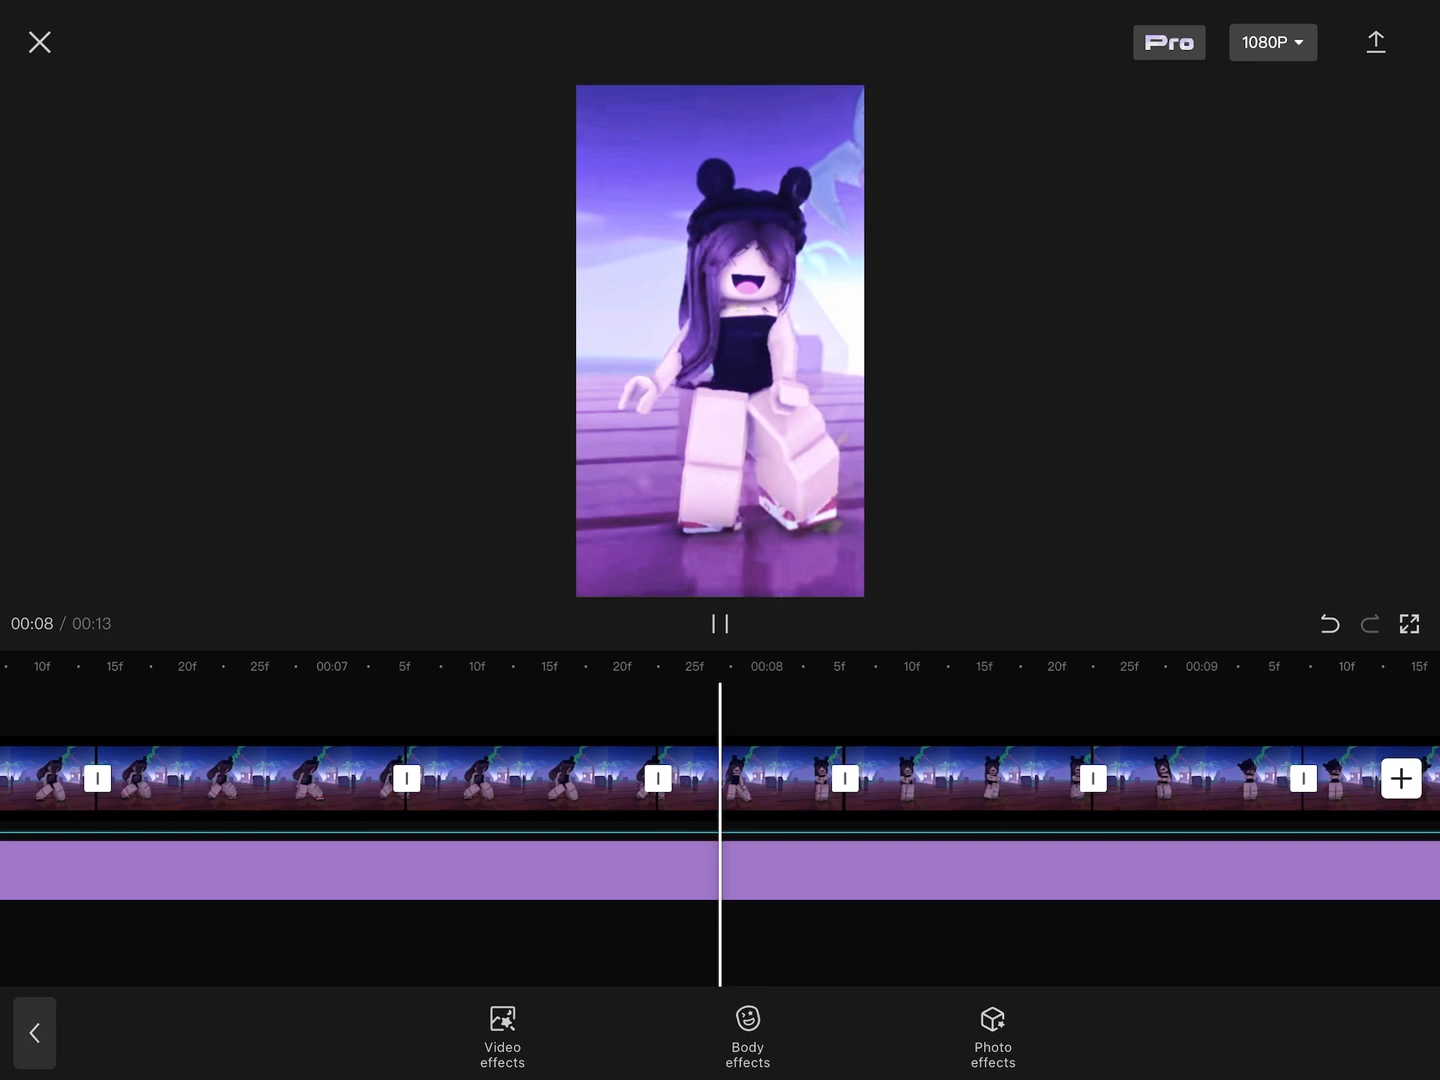 Pro
1080P
00:08 / 00:13
10f 15f 20f 25f 00:07 5f 10f 15f 20f 25f 00:08 5f 10f 15f 20f 25f 00:09 5f 10f 15f
Video
effects
Body
effects
Photo
effects